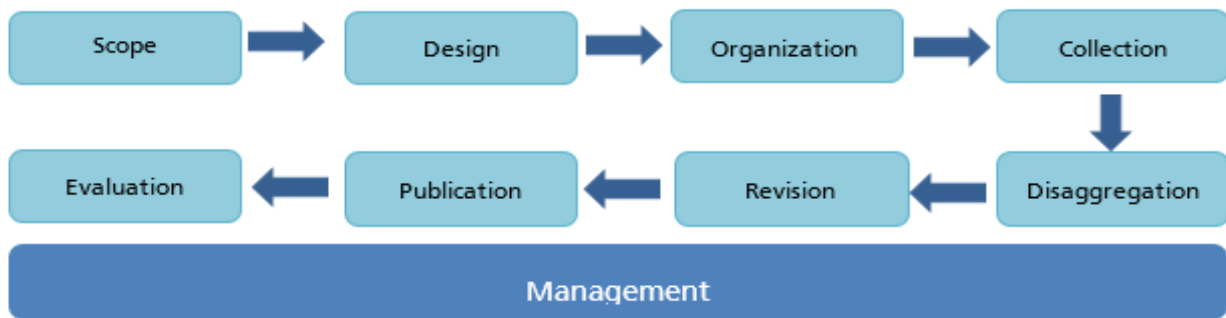 Scope
Design
Organization
Collection
Disaggregation
Revision
Publication
Evaluation
Management